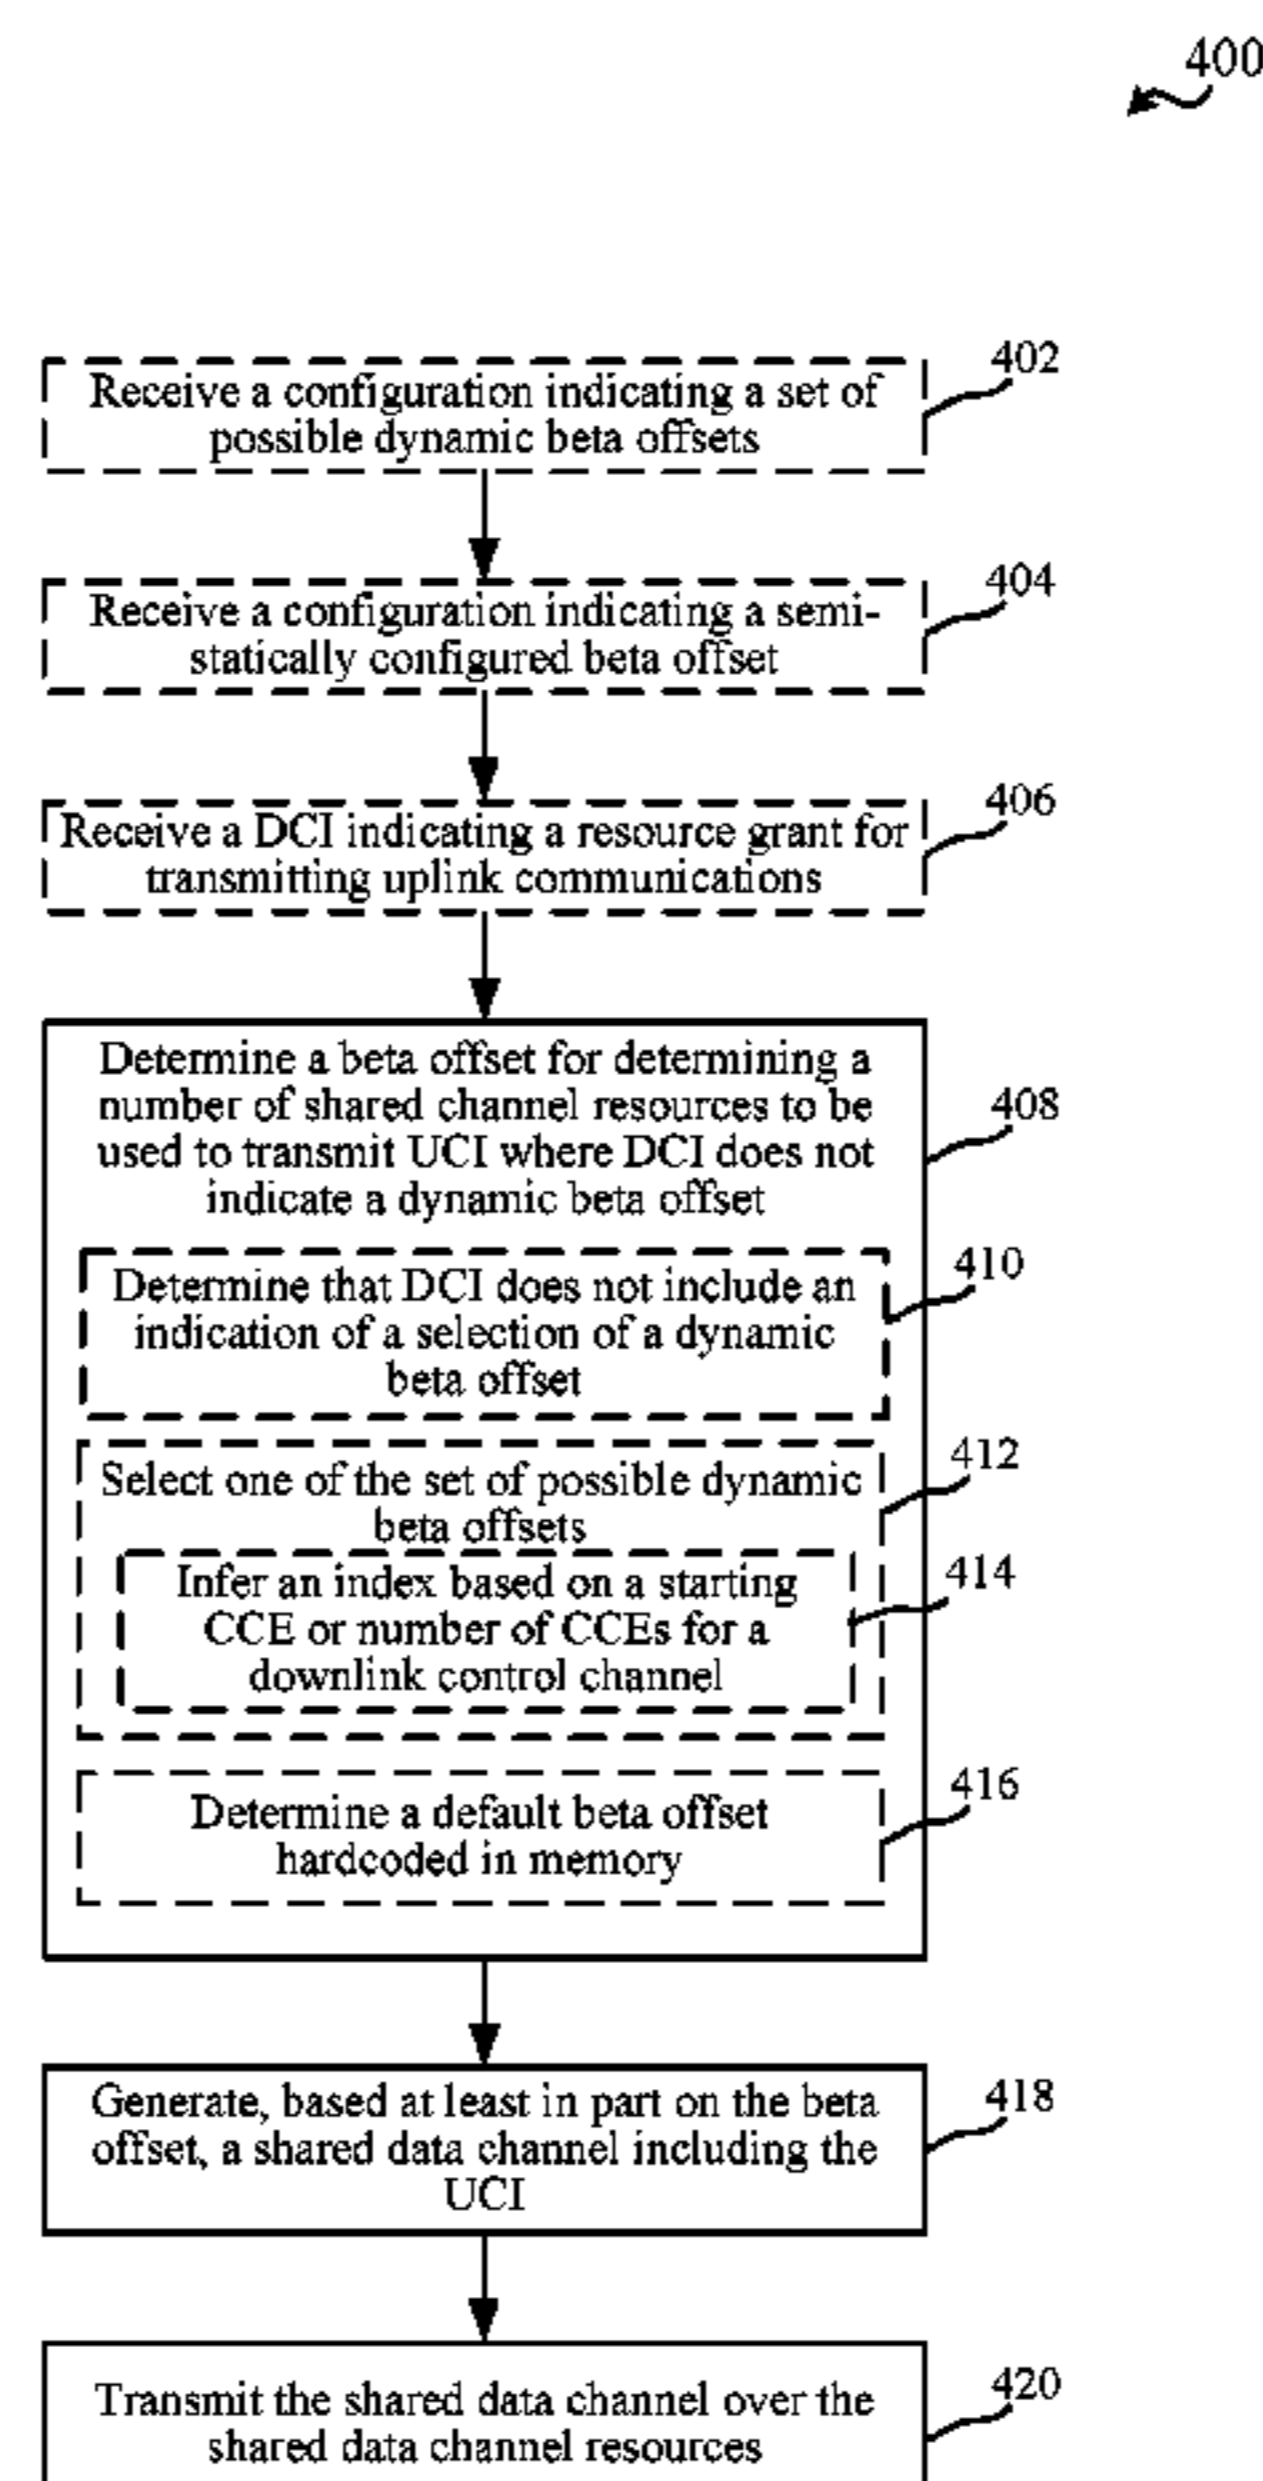 400
402
Receive a configuration indicating a set of
possible dynamic beta offsets
404
Receive a configuration indicating a semi-
statically configured beta offset
406
Receive a DCI indicating a resource grant for
transmitting uplink communications
408
Determine a beta offset for determining a
number of shared channel resources to be
used to transmit UCI where DCI does not
indicate a dynamic beta offset
410
Determine that DCI does not include an
indication of a selection of a dynamic
beta offset
412
Select one of the set of possible dynamic
beta offsets
414
Infer an index based on a starting
CCE or number of CCEs for a
downlink control channel
416
Determine a default beta offset
hardcoded in memory
418
Generate, based at least in part on the beta
offset, a shared data channel including the
UCI
420
Transmit the shared data channel over the
shared data channel resources